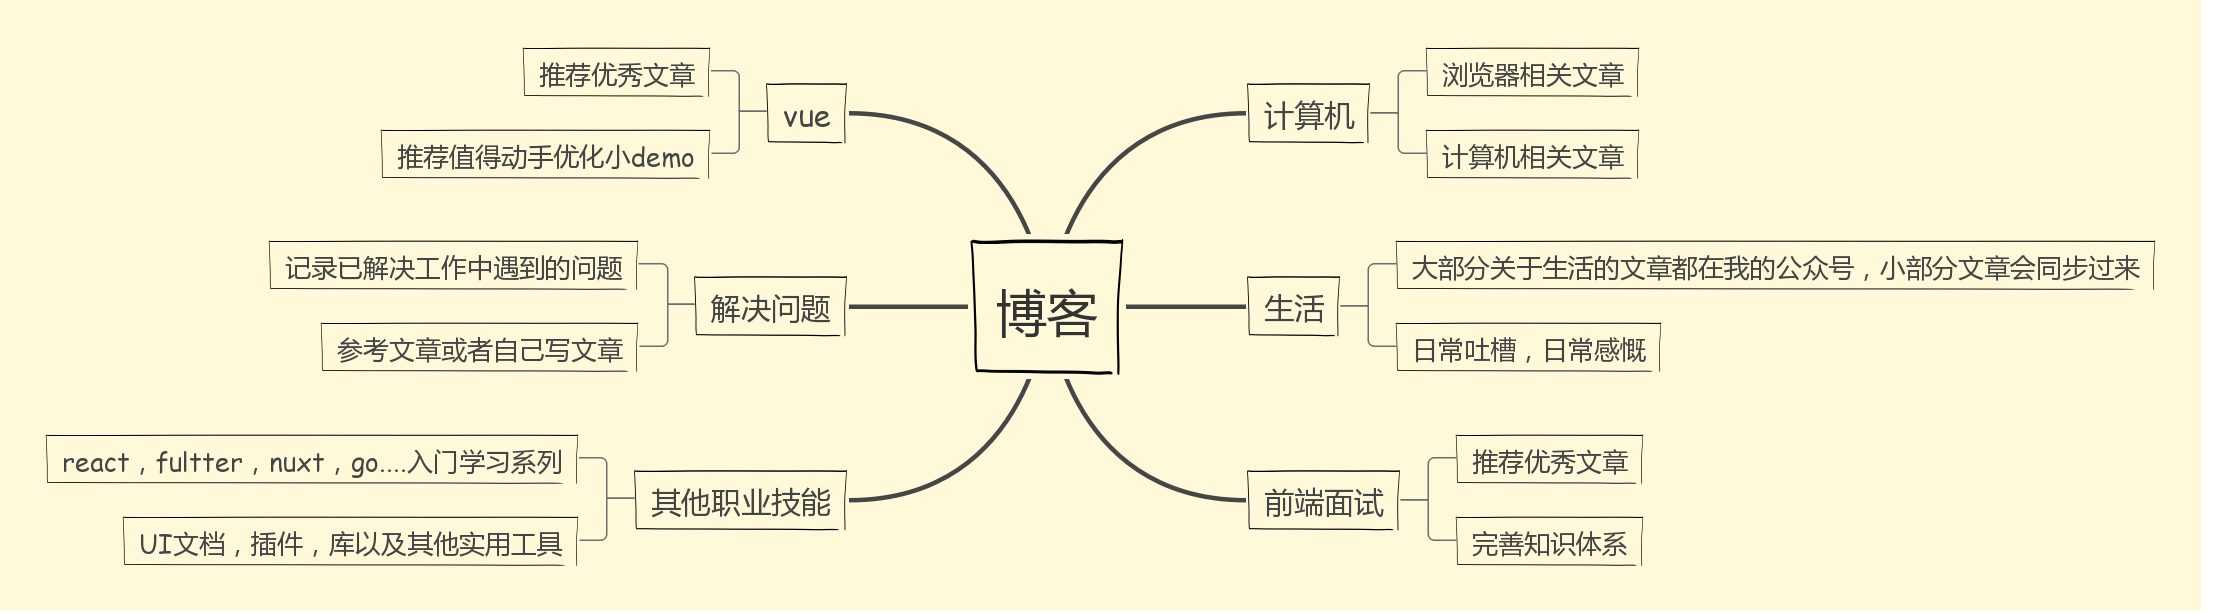 推荐优秀文章
vue
推荐值得动手优化小demo
记录已解决工作中遇到的问题
解决问题
参考文章或者自己写文章
react，fultter，nuxt，go....入门学习系列
其他职业技能
UI文档，插件，库以及其他实用工具
博客
浏览器相关文章
计算机
计算机相关文章
大部分关于生活的文章都在我的公众号，小部分文章会同步过来
生活
日常吐槽，日常感慨
推荐优秀文章
前端面试
完善知识体系